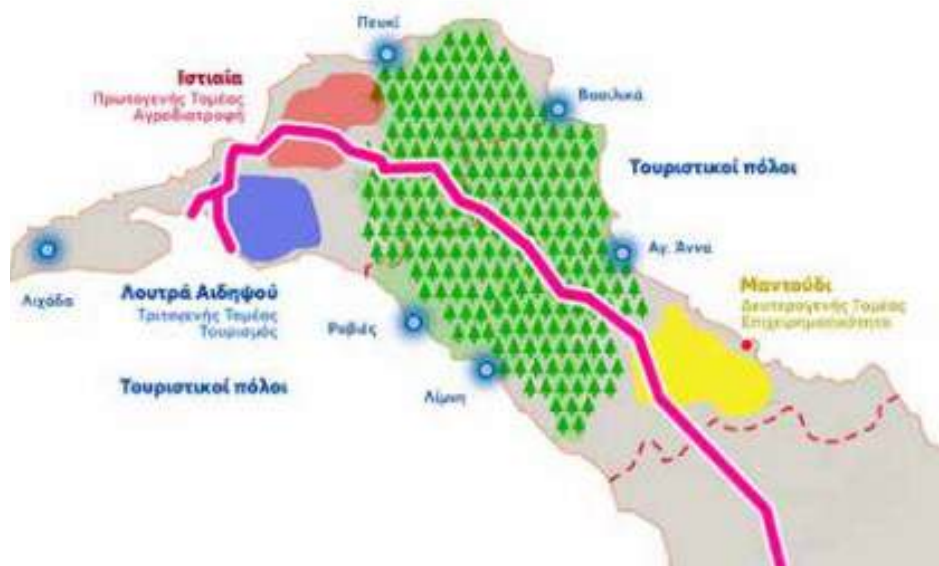 Πευκί
Ιστιαία
Πρωτογενής Τομέας
Αγροδιατροφή
Βασιλικά
Τουριστικοί πόλοι
Αγ. Άννα
Λιχάδα
Λουτρά Αιδηψού
Τριτογενής Τομέας
Τουρισμός
Ροβιές
Μαντούδι
Δευτερογενής Τομέας
Επιχειρηματικότητα
Τουριστικοί πόλοι
Λίμνη